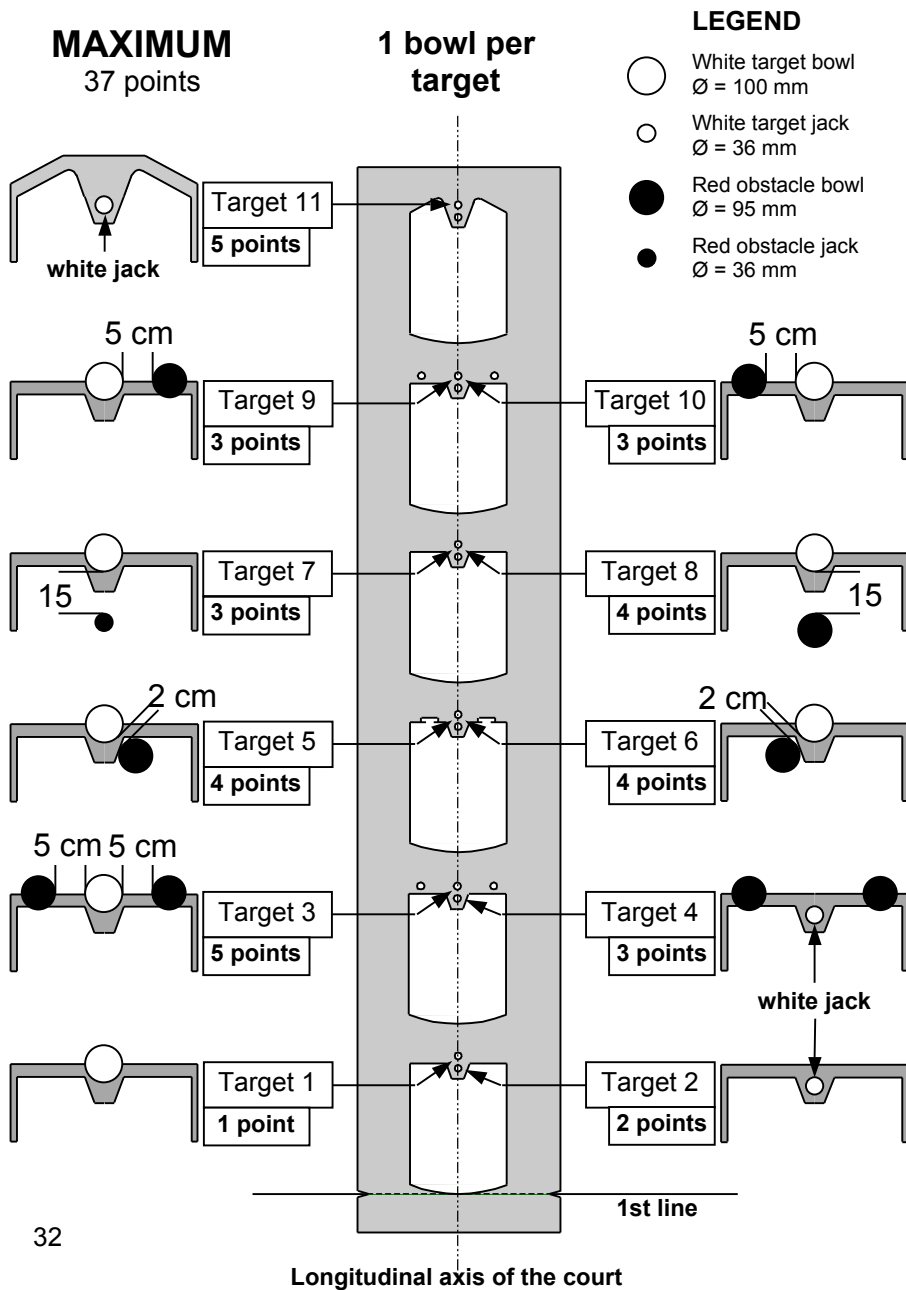 MAXIMUM
37 points
1 bowl per
target
LEGEND
White target bowl
Ø = 100 mm
White target jack
Ø = 36 mm
Red obstacle bowl
Ø = 95 mm
Red obstacle jack
Ø = 36 mm
Target 11
5 points
white jack
5 cm
Target 9
3 points
5 cm
Target 10
3 points
15
Target 7
3 points
Target 8
4 points
15
2 cm
Target 5
4 points
2 cm
Target 6
4 points
5 cm 5 cm
Target 3
5 points
Target 4
3 points
white jack
Target 1
1 point
Target 2
2 points
1st line
32
Longitudinal axis of the court